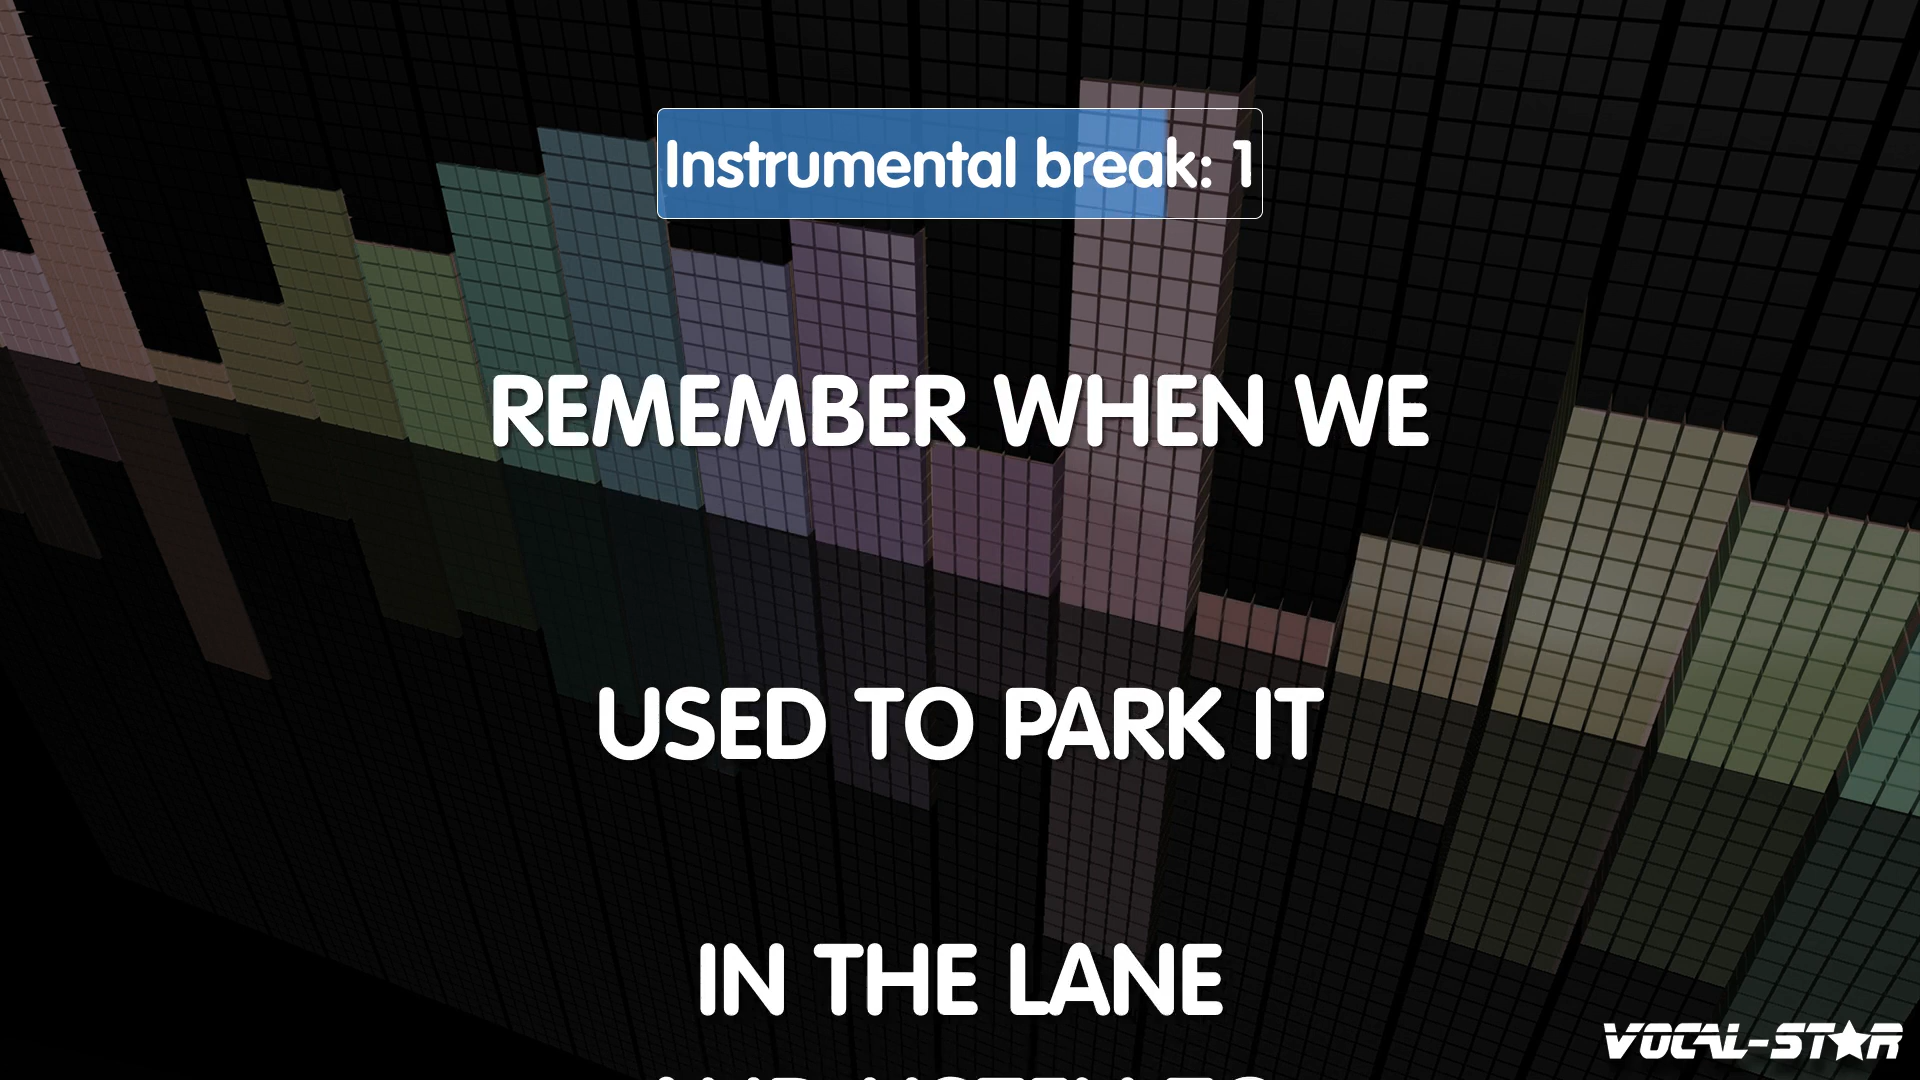 Instrumental break: 1
REMEMBER WHEN WE
USED TO PARK IT
IN THE LANE
VOCAL-STAR